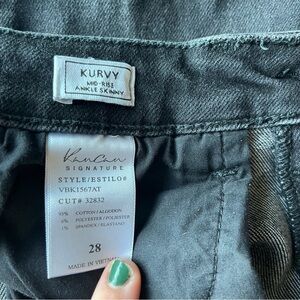 KURVY
MID-RISE
ANKLE SKINNY
KanCan
SIGNATURE
STYLE/ESTILO#
VBK1567AT
CUT# 32832
93% COTTON/ALGODON
6% POLYESTER/POLIESTER
1% SPANDEX/ELASTANO
28
MADE IN VIETNAM